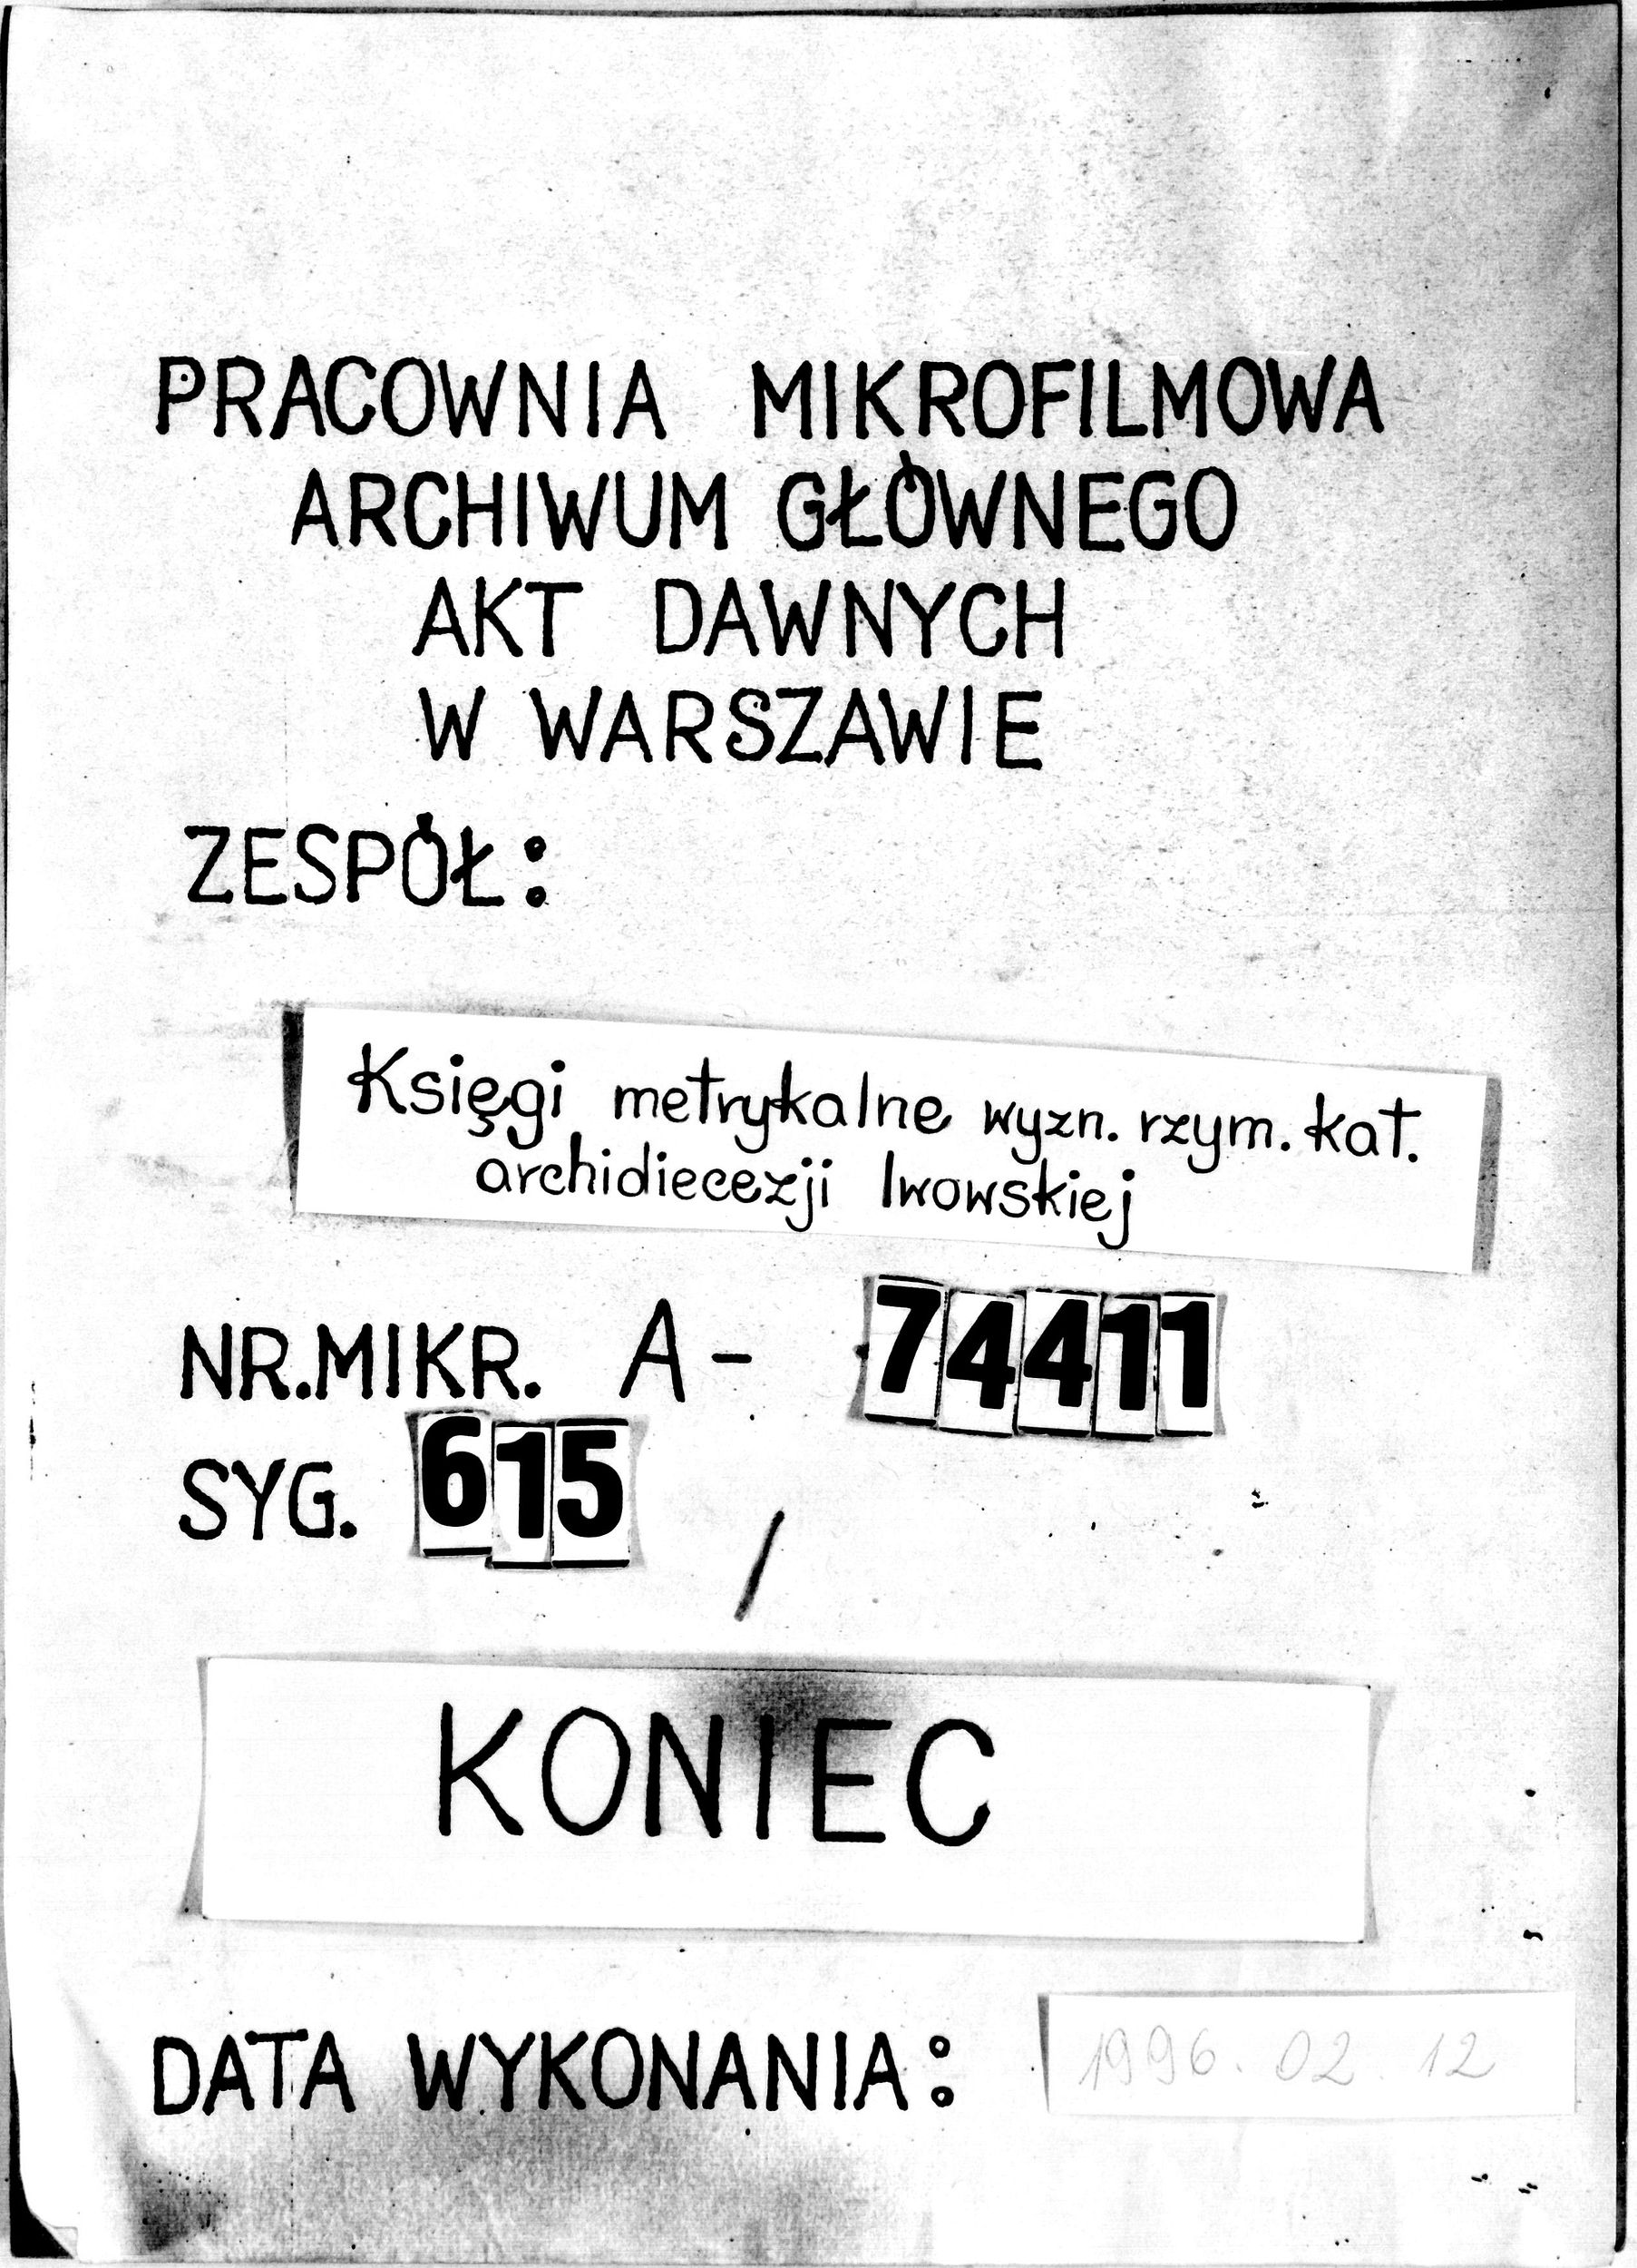 PRACOWNIA MIKROFILMOWA
ARCHIWUM GŁÓWNEGO
AKT DAWNYCH
W WARSZAWIE
ZESPÓŁ:
Księgi metrykalne wyzn. rzym. kat.
archidiecezji lwowskiej
NR.MIKR. A- 74411
SYG. 615 /
KONIEC
DATA WYKONANIA: 1996.02.12